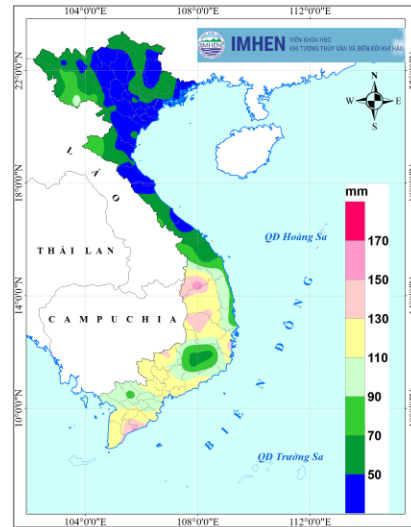 104°0'0"E 108°0'0"E 112°0'0"E
IMHEN
VIỆN KHOA HỌC
KHÍ TƯỢNG THỦY VĂN VÀ BIẾN ĐỔI KHÍ HẬU
22°0'0"N
N
W E
S
LÀO
18°0'0"N
mm
QĐ Hoàng Sa
THÁI LAN
170
150
14°0'0"N
CAMPUCHIA
130
110
BIỂN ĐÔNG
90
10°0'0"N
70
QĐ Trường Sa
50
104°0'0"E 108°0'0"E 112°0'0"E